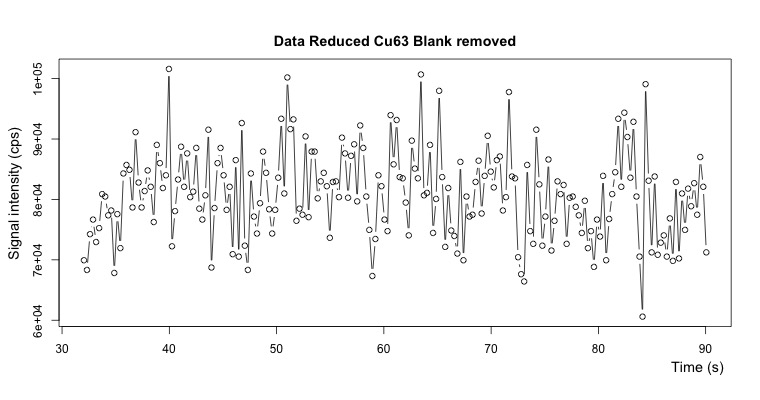 Data Reduced Cu63 Blank removed
Signal intensity (cps)
1e+05
9e+04
8e+04
7e+04
6e+04
30 40 50 60 70 80 90
Time (s)